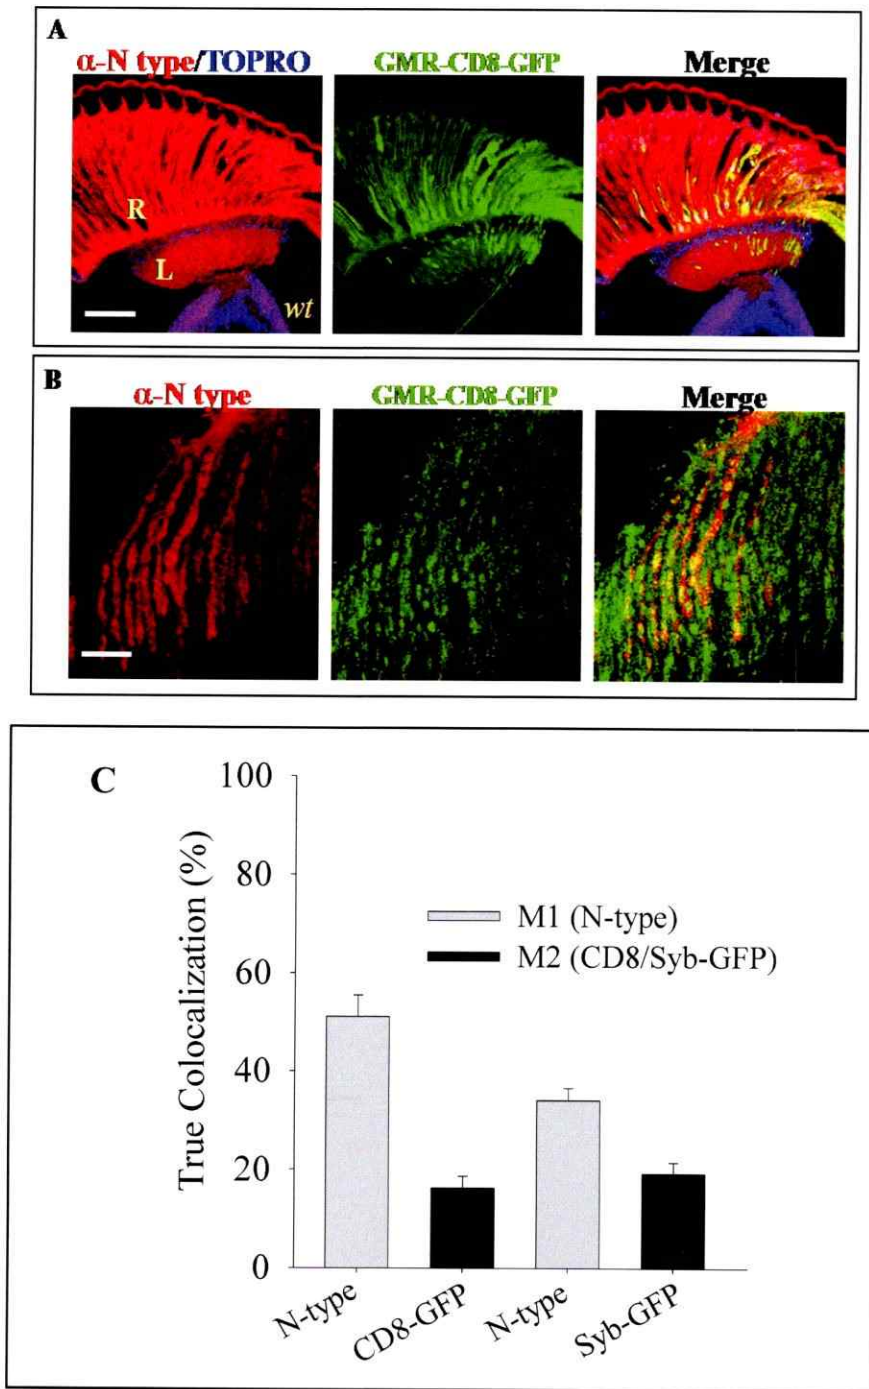 A
α-N type/TOPRO GMR-CD8-GFP Merge
R
L
wt
B
α-N type GMR-CD8-GFP Merge
C
True Colocalization (%)
100
80
60
40
20
0
M1 (N-type)
M2 (CD8/Syb-GFP)
N-type CD8-GFP N-type Syb-GFP